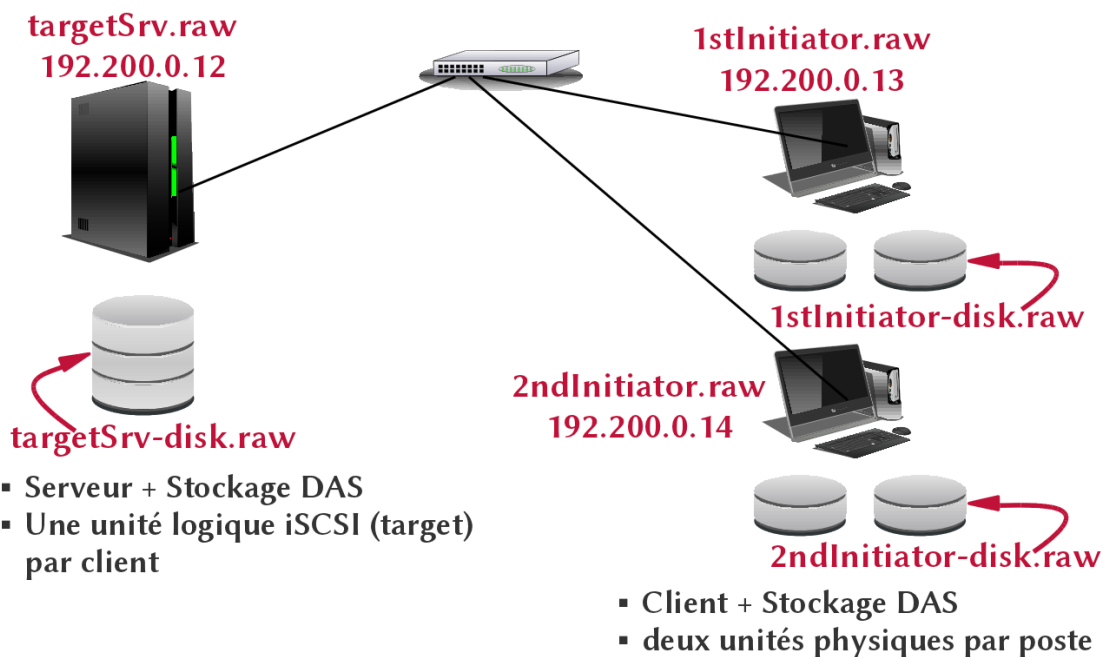 targetSrv.raw
192.200.0.12
1stInitiator.raw
192.200.0.13
1stInitiator-disk.raw
2ndInitiator.raw
192.200.0.14
targetSrv-disk.raw
▪ Serveur + Stockage DAS
▪ Une unité logique iSCSI (target)
par client
2ndInitiator-disk.raw
▪ Client + Stockage DAS
▪ deux unités physiques par poste